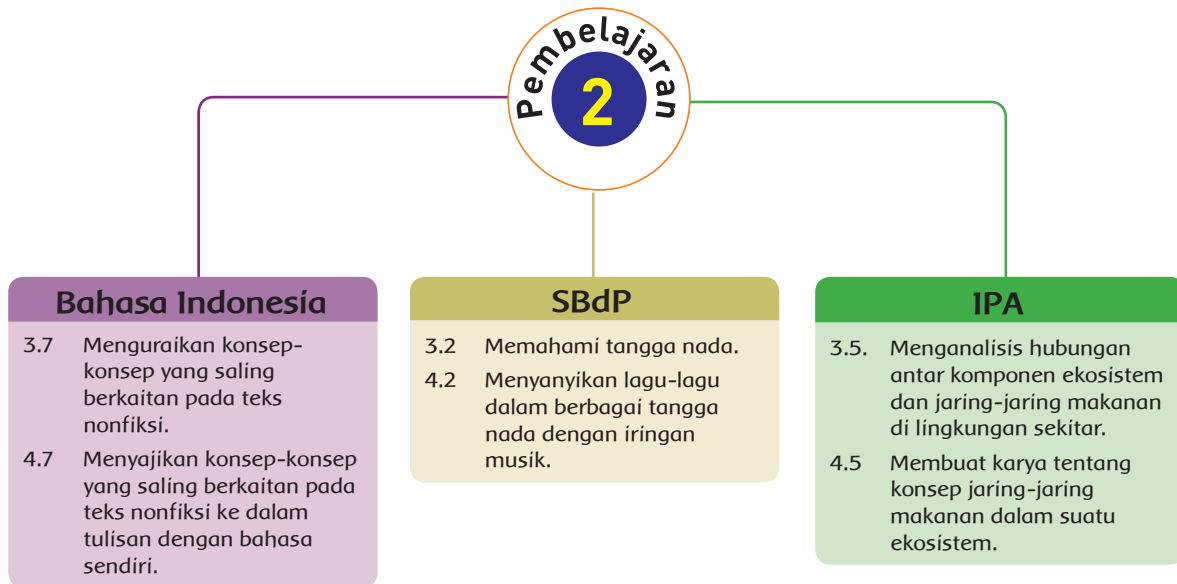 Pembelajaran
2
Bahasa Indonesia
3.7 Menguraikan konsep-
konsep yang saling
berkaitan pada teks
nonfiksi.
4.7 Menyajikan konsep-konsep
yang saling berkaitan pada
teks nonfiksi ke dalam
tulisan dengan bahasa
sendiri.
SBdP
3.2 Memahami tangga nada.
4.2 Menyanyikan lagu-lagu
dalam berbagai tangga
nada dengan iringan
musik.
IPA
3.5. Menganalisis hubungan
antar komponen ekosistem
dan jaring-jaring makanan
di lingkungan sekitar.
4.5 Membuat karya tentang
konsep jaring-jaring
makanan dalam suatu
ekosistem.